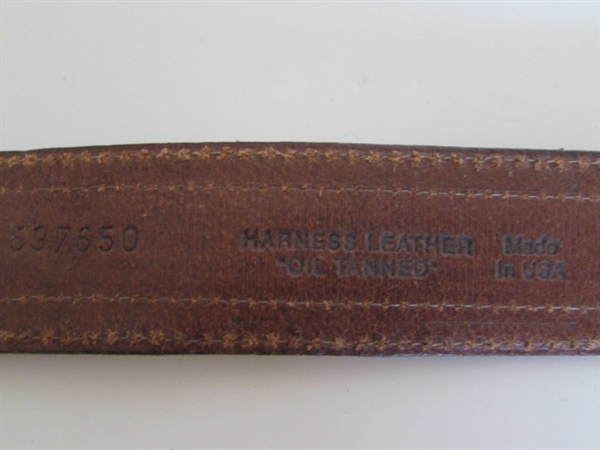 597650
HARNESS LEATHER
"OIL TANNED"
Made
In USA